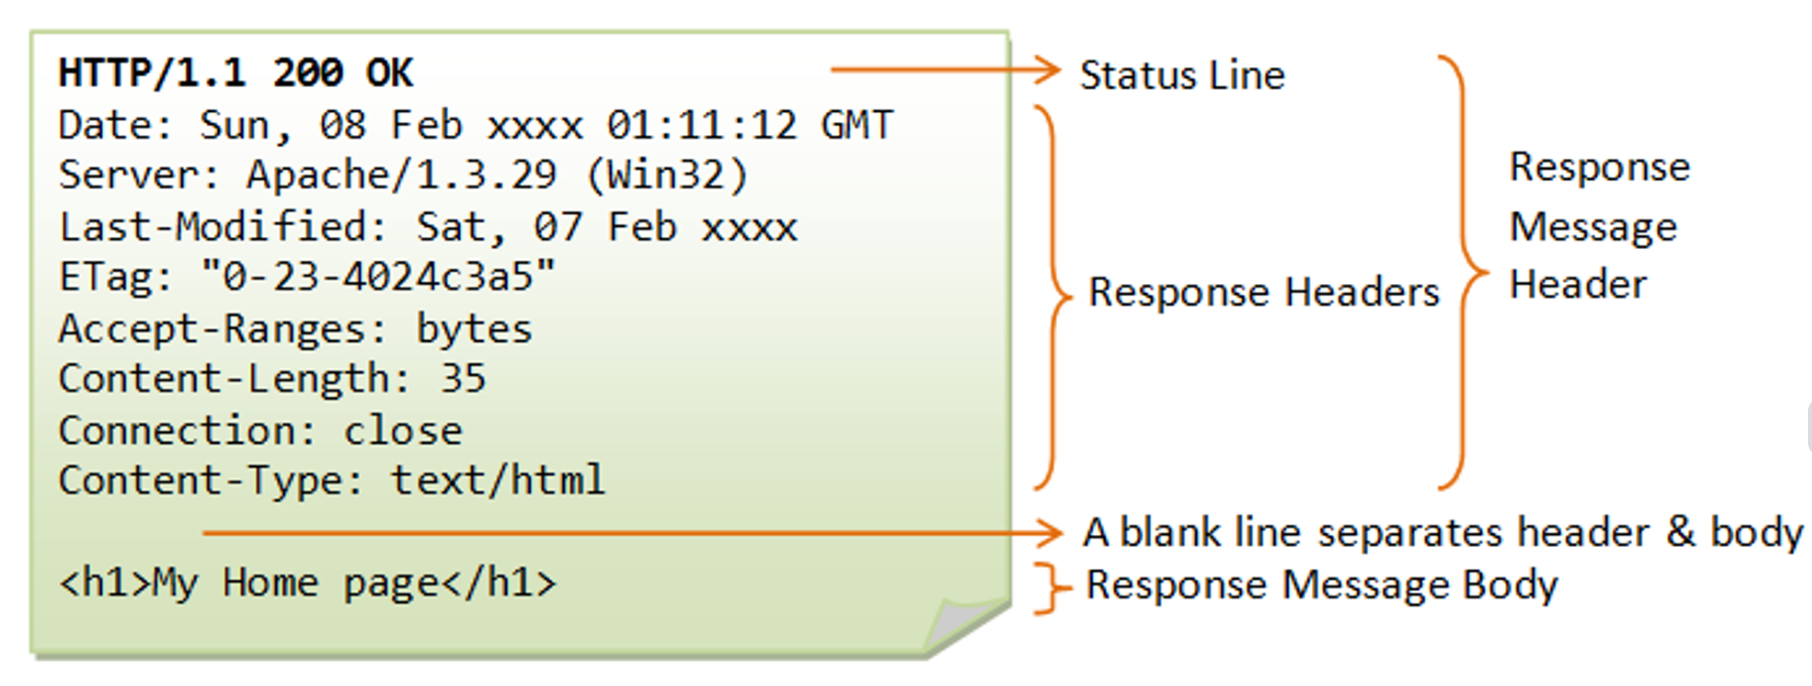 HTTP/1.1 200 OK
Date: Sun, 08 Feb xxxx 01:11:12 GMT
Server: Apache/1.3.29 (Win32)
Last-Modified: Sat, 07 Feb xxxx
ETag: "0-23-4024c3a5"
Accept-Ranges: bytes
Content-Length: 35
Connection: close
Content-Type: text/html
<h1>My Home page</h1>
Status Line
Response Headers
Response
Message
Header
A blank line separates header & body
Response Message Body